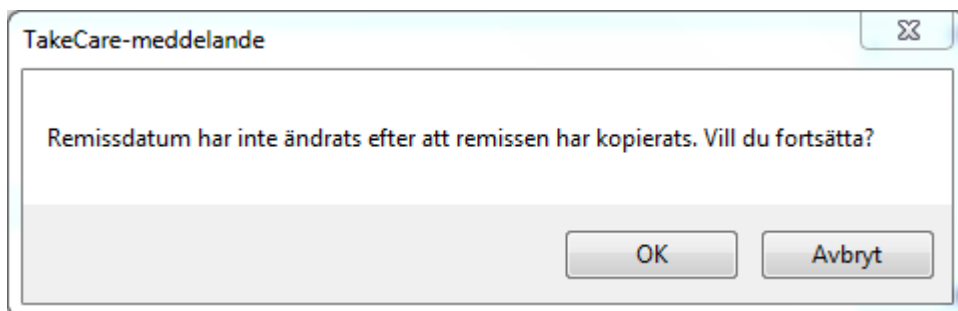 TakeCare-meddelande
Remissdatum har inte ändrats efter att remissen har kopierats. Vill du fortsätta?
OK
Avbryt